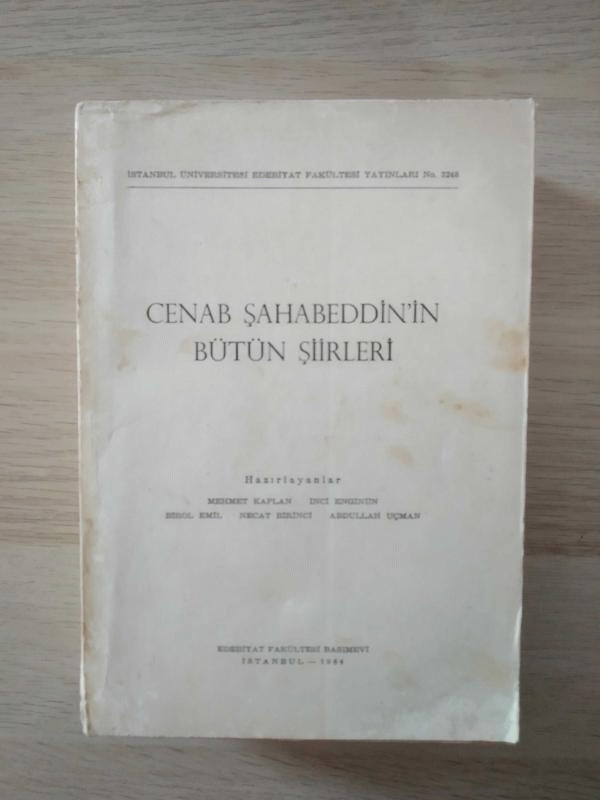 İSTANBUL ÜNİVERSİTESİ EDEBİYAT FAKÜLTESİ YAYINLARI No. 3248
CENAB ŞAHABEDDİN'İN
BÜTÜN ŞİİRLERİ
Hazırlayanlar
MEHMET KAPLAN İNCİ ENGİNÜN
BİROL EMİL NECAT BİRİNCİ ABDULLAH UÇMAN
EDEBİYAT FAKÜLTESİ BASIMEVİ
İSTANBUL — 1984